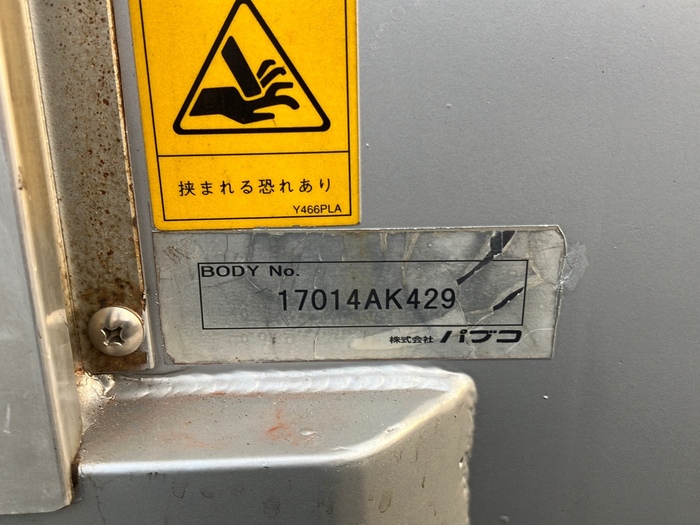 挟まれる恐れあり
Y466PLA
BODY No.
17014AK429
株式会社 パブコ